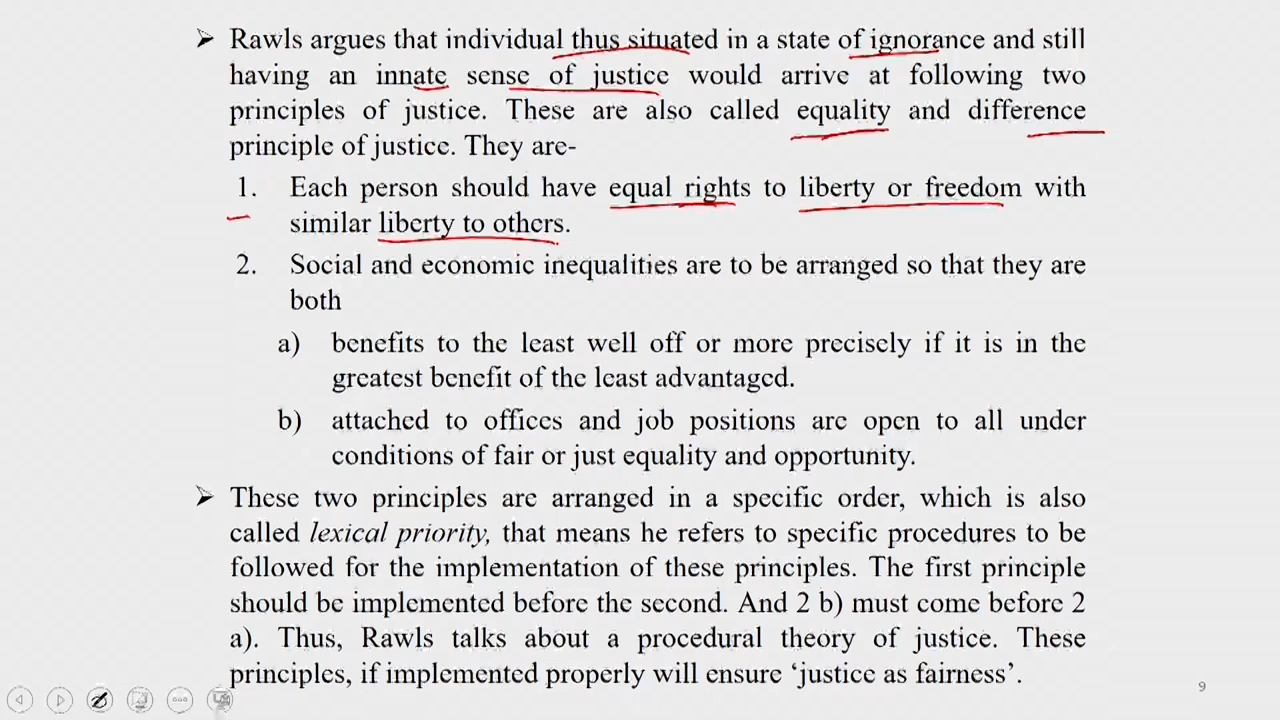 ➢ Rawls argues that individual thus situated in a state of ignorance and still
having an innate sense of justice would arrive at following two
principles of justice. These are also called equality and difference
principle of justice. They are-
1. Each person should have equal rights to liberty or freedom with
similar liberty to others.
2. Social and economic inequalities are to be arranged so that they are
both
a) benefits to the least well off or more precisely if it is in the
greatest benefit of the least advantaged.
b) attached to offices and job positions are open to all under
conditions of fair or just equality and opportunity.
➢ These two principles are arranged in a specific order, which is also
called lexical priority, that means he refers to specific procedures to be
followed for the implementation of these principles. The first principle
should be implemented before the second. And 2 b) must come before 2
a). Thus, Rawls talks about a procedural theory of justice. These
principles, if implemented properly will ensure ‘justice as fairness’.
9